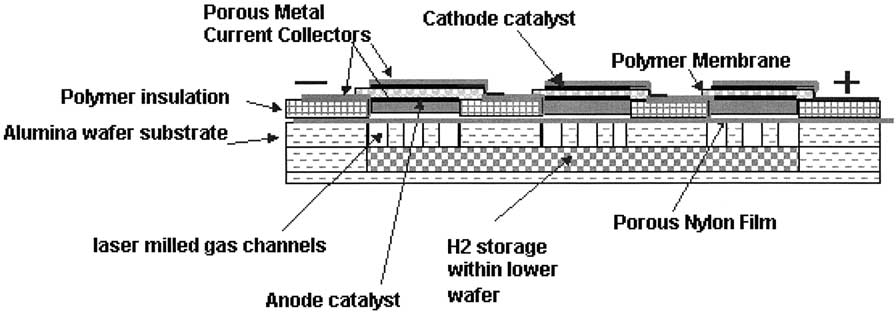 Porous Metal
Current Collectors
Cathode catalyst
Polymer Membrane
−
+
Polymer insulation
Alumina wafer substrate
laser milled gas channels
Anode catalyst
H2 storage
within lower
wafer
Porous Nylon Film